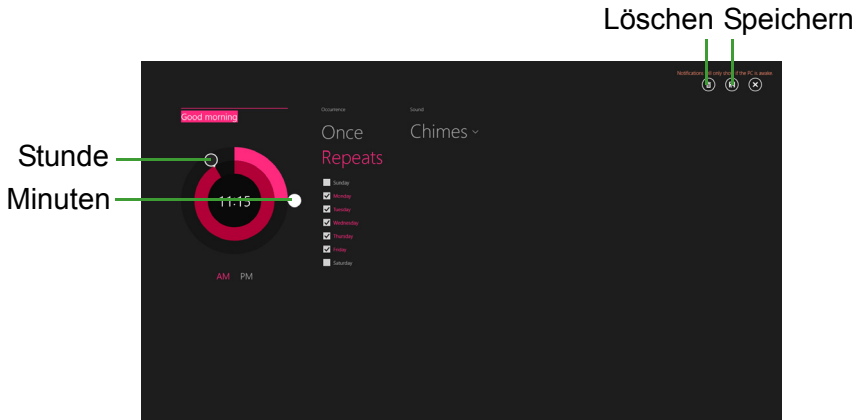 Löschen Speichern
Notifications will only show if the PC is awake
Good morning
Occurrence
Sound
Once
Chimes
Repeats
Stunde
Minuten
11:15
Sunday
Monday
Tuesday
Wednesday
Thursday
Friday
Saturday
AM PM